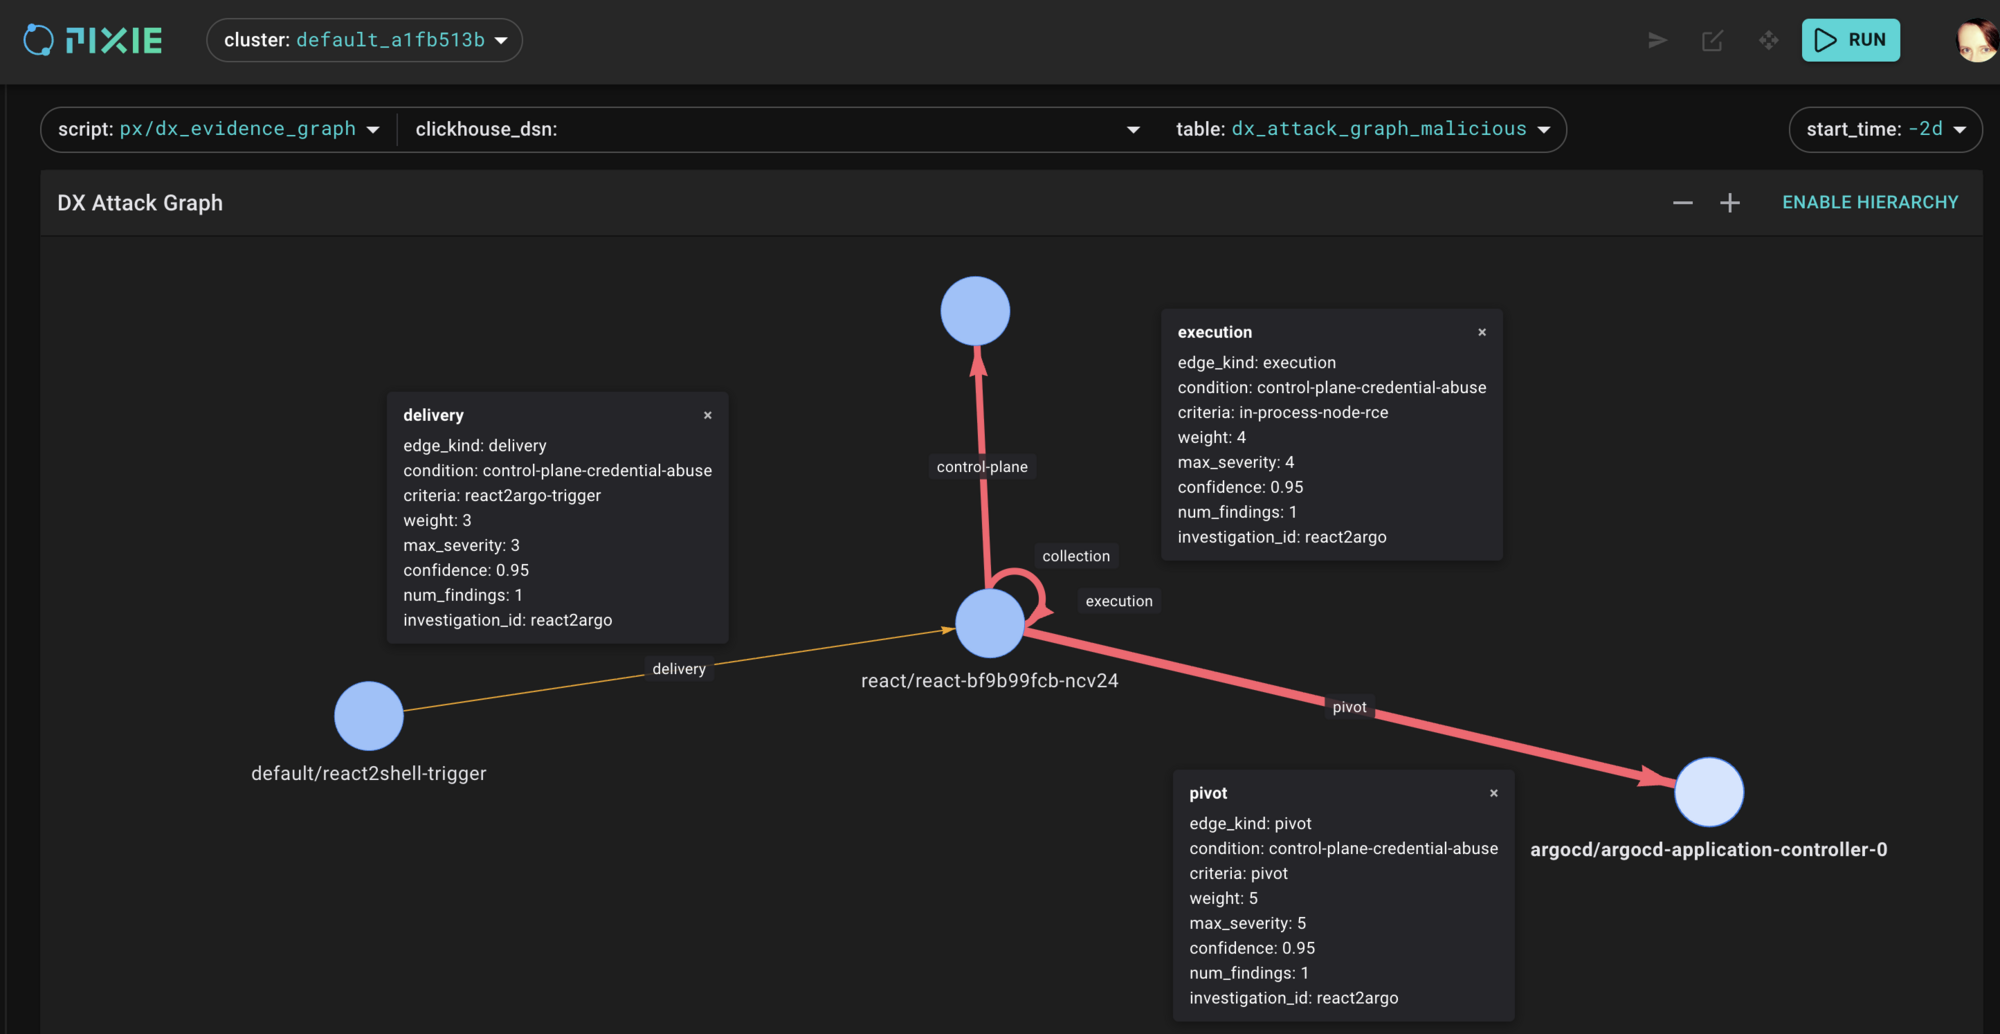 PIXIE
cluster: default_a1fb513b
RUN
script: px/dx_evidence_graph
clickhouse_dsn:
table: dx_attack_graph_malicious
start_time: -2d
DX Attack Graph
ENABLE HIERARCHY
execution ×
edge_kind: execution
condition: control-plane-credential-abuse
criteria: in-process-node-rce
weight: 4
max_severity: 4
confidence: 0.95
num_findings: 1
investigation_id: react2argo
delivery ×
edge_kind: delivery
condition: control-plane-credential-abuse
criteria: react2argo-trigger
weight: 3
max_severity: 3
confidence: 0.95
num_findings: 1
investigation_id: react2argo
control-plane
collection
execution
delivery
react/react-bf9b99fcb-ncv24
pivot
default/react2shell-trigger
pivot ×
edge_kind: pivot
condition: control-plane-credential-abuse
criteria: pivot
weight: 5
max_severity: 5
confidence: 0.95
num_findings: 1
investigation_id: react2argo
argocd/argocd-application-controller-0